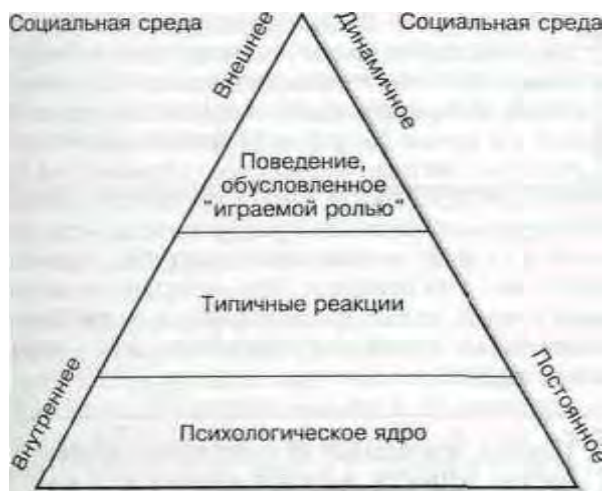 Социальная среда
Социальная среда
Внешнее
Динамичное
Поведение,
обусловленное
"играемой ролью"
Типичные реакции
Внутреннее
Постоянное
Психологическое ядро